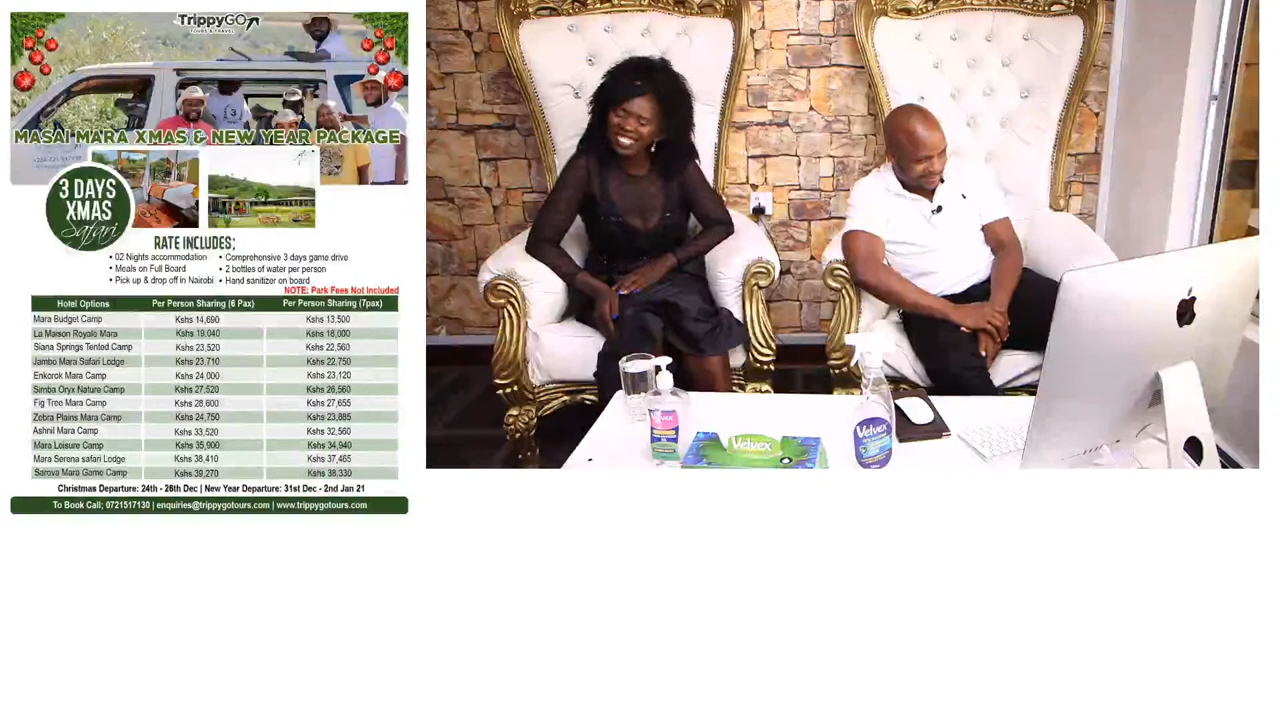 TrippyGO
TOURS & TRAVEL
MASAI MARA XMAS & NEW YEAR PACKAGE
3 DAYS
XMAS
Safari
RATE INCLUDES;
• 02 Nights accommodation • Comprehensive 3 days game drive
• Meals on Full Board • 2 bottles of water per person
• Pick up & drop off in Nairobi • Hand sanitizer on board
NOTE: Park Fees Not Included
Hotel Options Per Person Sharing (6 Pax) Per Person Sharing (7pax)
Mara Budget Camp Kshs 14,690 Kshs 13,500
La Maison Royale Mara Kshs 19,040 Kshs 18,000
Siana Springs Tented Camp Kshs 23,520 Kshs 22,560
Jambo Mara Safari Lodge Kshs 23,710 Kshs 22,750
Enkorok Mara Camp Kshs 24,000 Kshs 23,120
Simba Oryx Nature Camp Kshs 27,520 Kshs 26,560
Fig Tree Mara Camp Kshs 28,600 Kshs 27,655
Zebra Plains Mara Camp Kshs 24,750 Kshs 23,885
Ashnil Mara Camp Kshs 33,520 Kshs 32,560
Mara Leisure Camp Kshs 35,900 Kshs 34,940
Mara Serena safari Lodge Kshs 38,410 Kshs 37,465
Sarova Mara Game Camp Kshs 39,270 Kshs 38,330
Christmas Departure: 24th - 26th Dec | New Year Departure: 31st Dec - 2nd Jan 21
To Book Call; 0721517130 | enquiries@trippygotours.com | www.trippygotours.com
Velvex
Velvex
Velvex